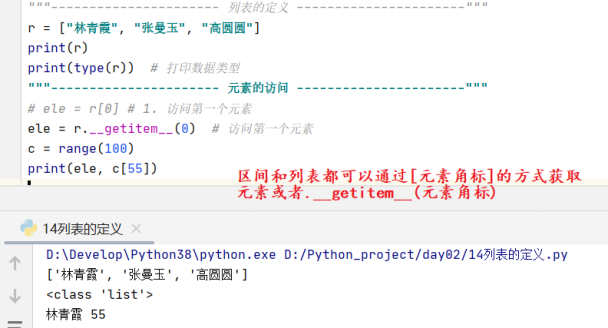 """---------------------- 列表的定义 ----------------------"""
r = ["林青霞", "张曼玉", "高圆圆"]
print(r)
print(type(r))  # 打印数据类型
"""---------------------- 元素的访问 ----------------------"""
# ele = r[0] # 1. 访问第一个元素
ele = r.__getitem__(0)  # 访问第一个元素
c = range(100)
print(ele, c[55])
区间和列表都可以通过[元素角标]的方式获取
元素或者.__getitem__(元素角标)
14列表的定义 ×
D:\Develop\Python38\python.exe D:/Python_project/day02/14列表的定义.py
['林青霞', '张曼玉', '高圆圆']
<class 'list'>
林青霞 55